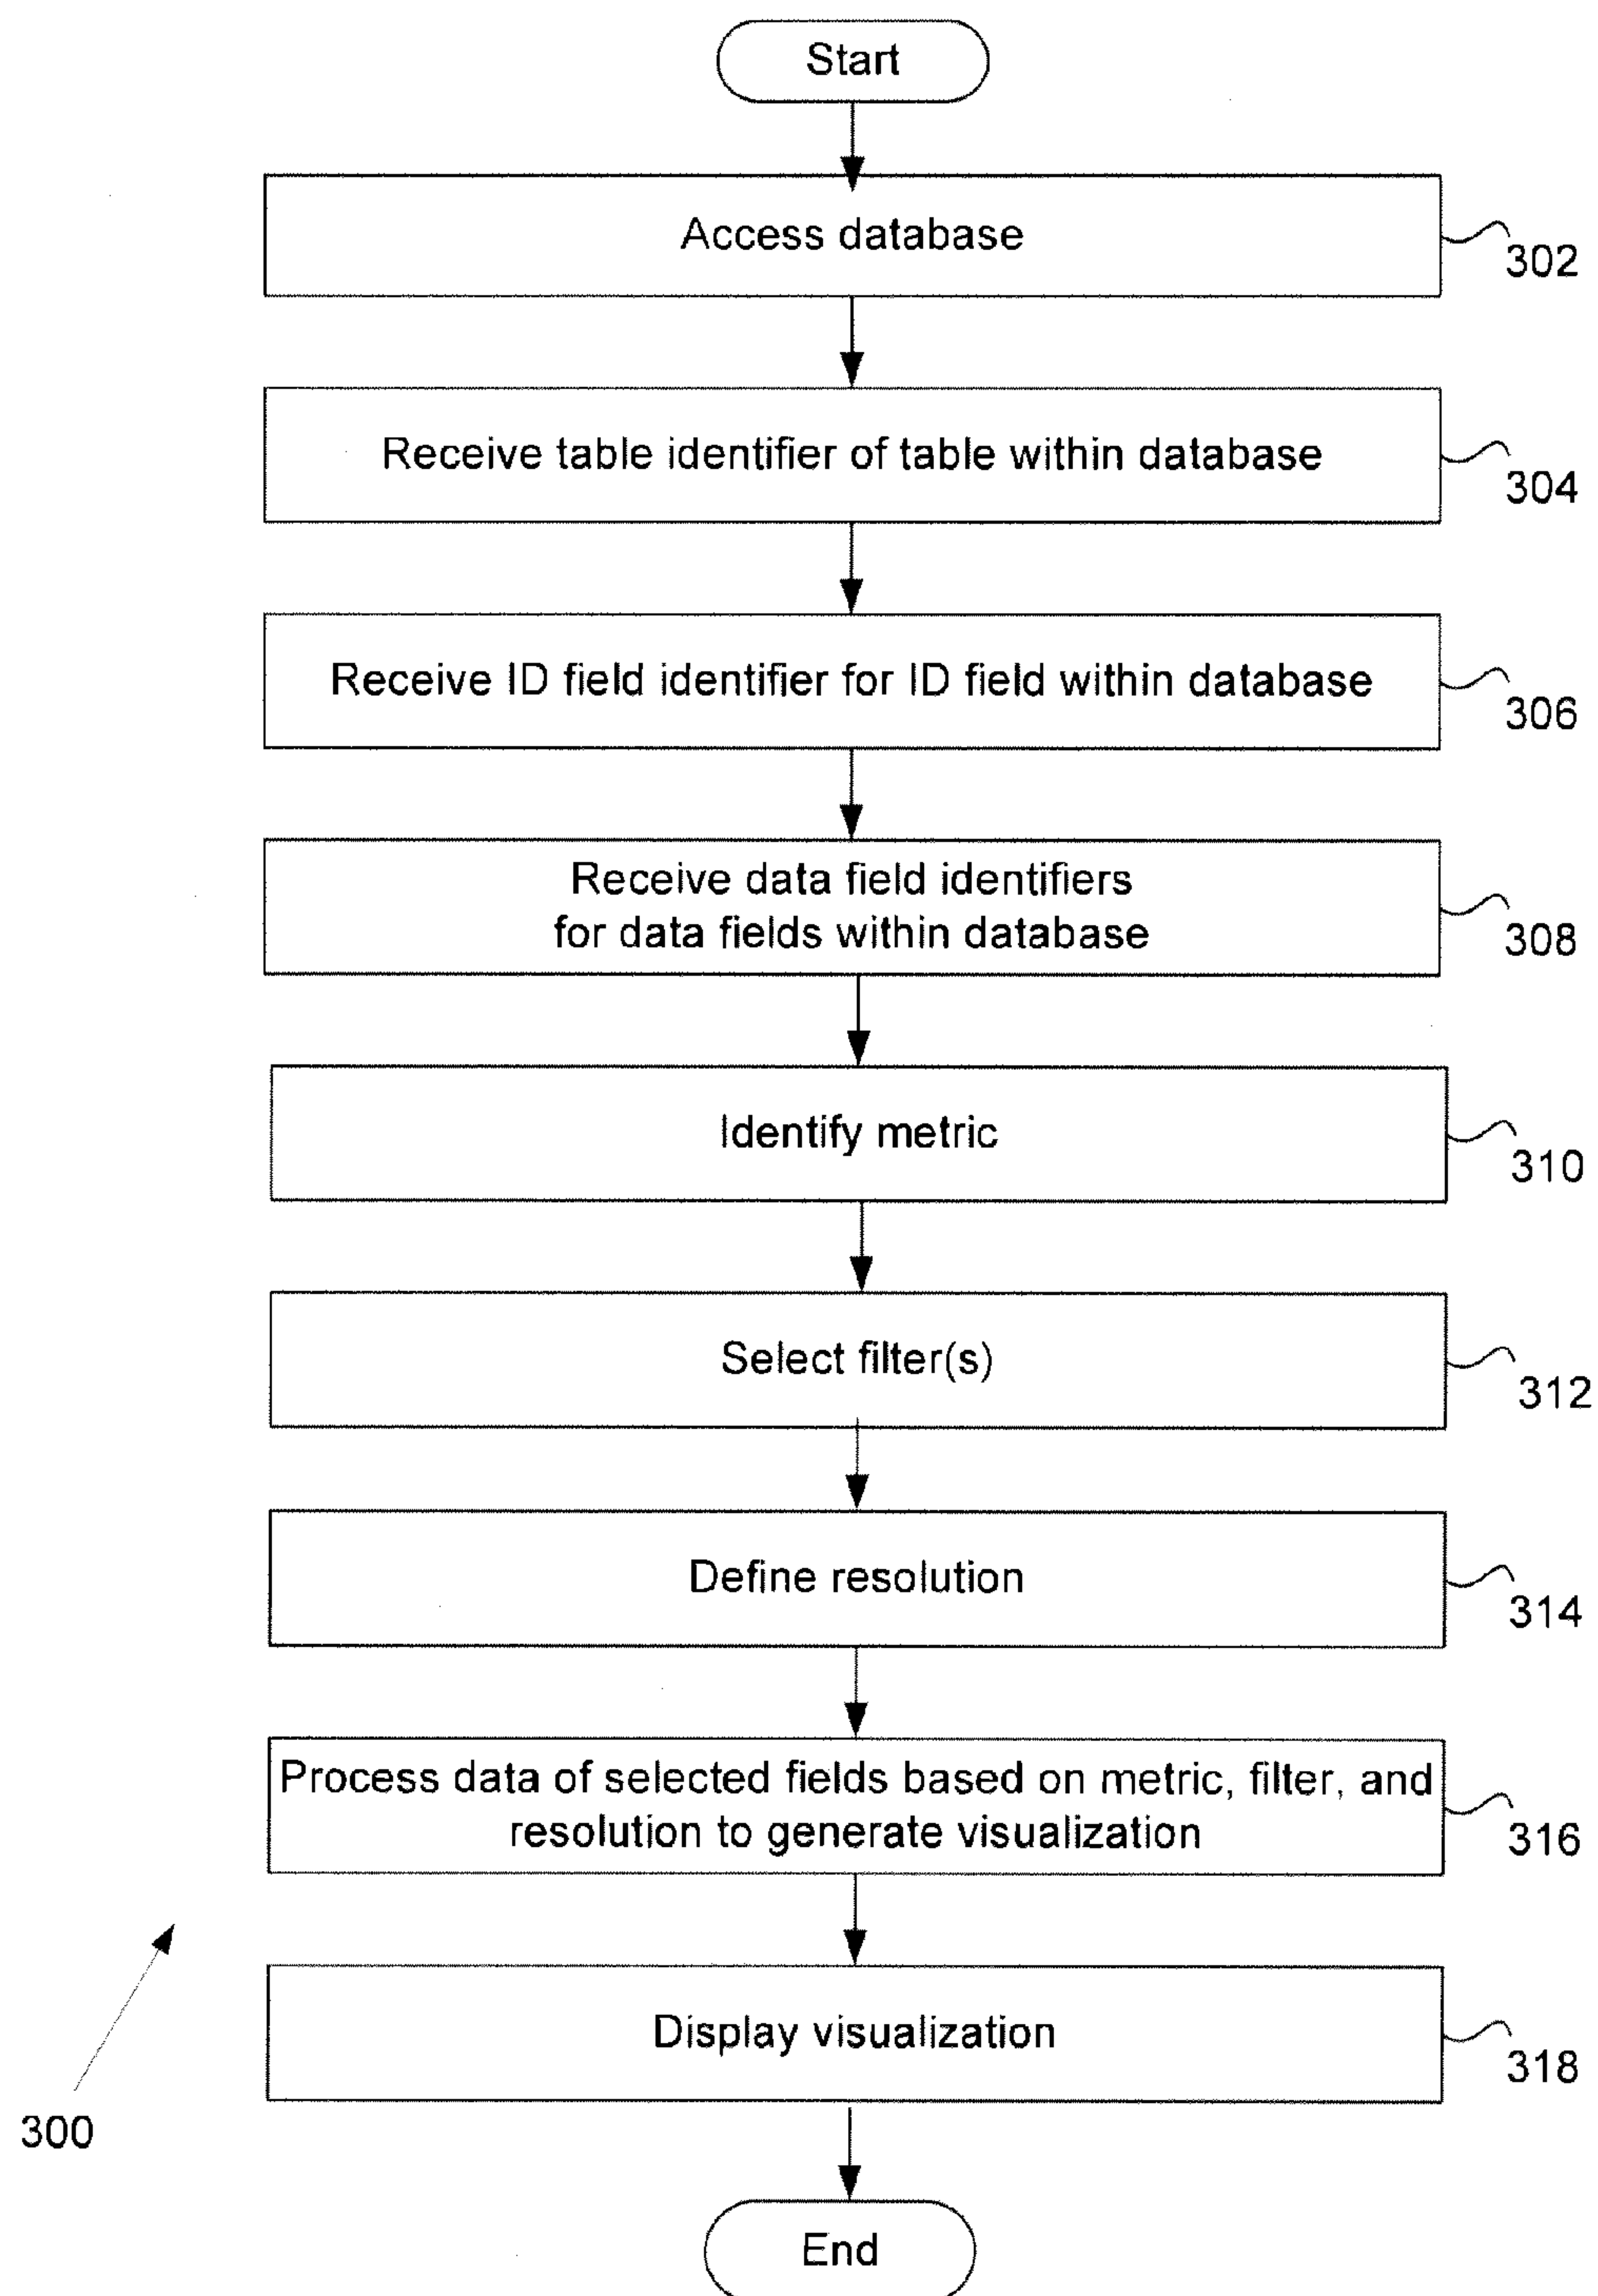 Start
Access database
302
Receive table identifier of table within database
304
Receive ID field identifier for ID field within database
306
Receive data field identifiers
for data fields within database
308
Identify metric
310
Select filter(s)
312
Define resolution
314
Process data of selected fields based on metric, filter, and
resolution to generate visualization
316
Display visualization
318
300
End